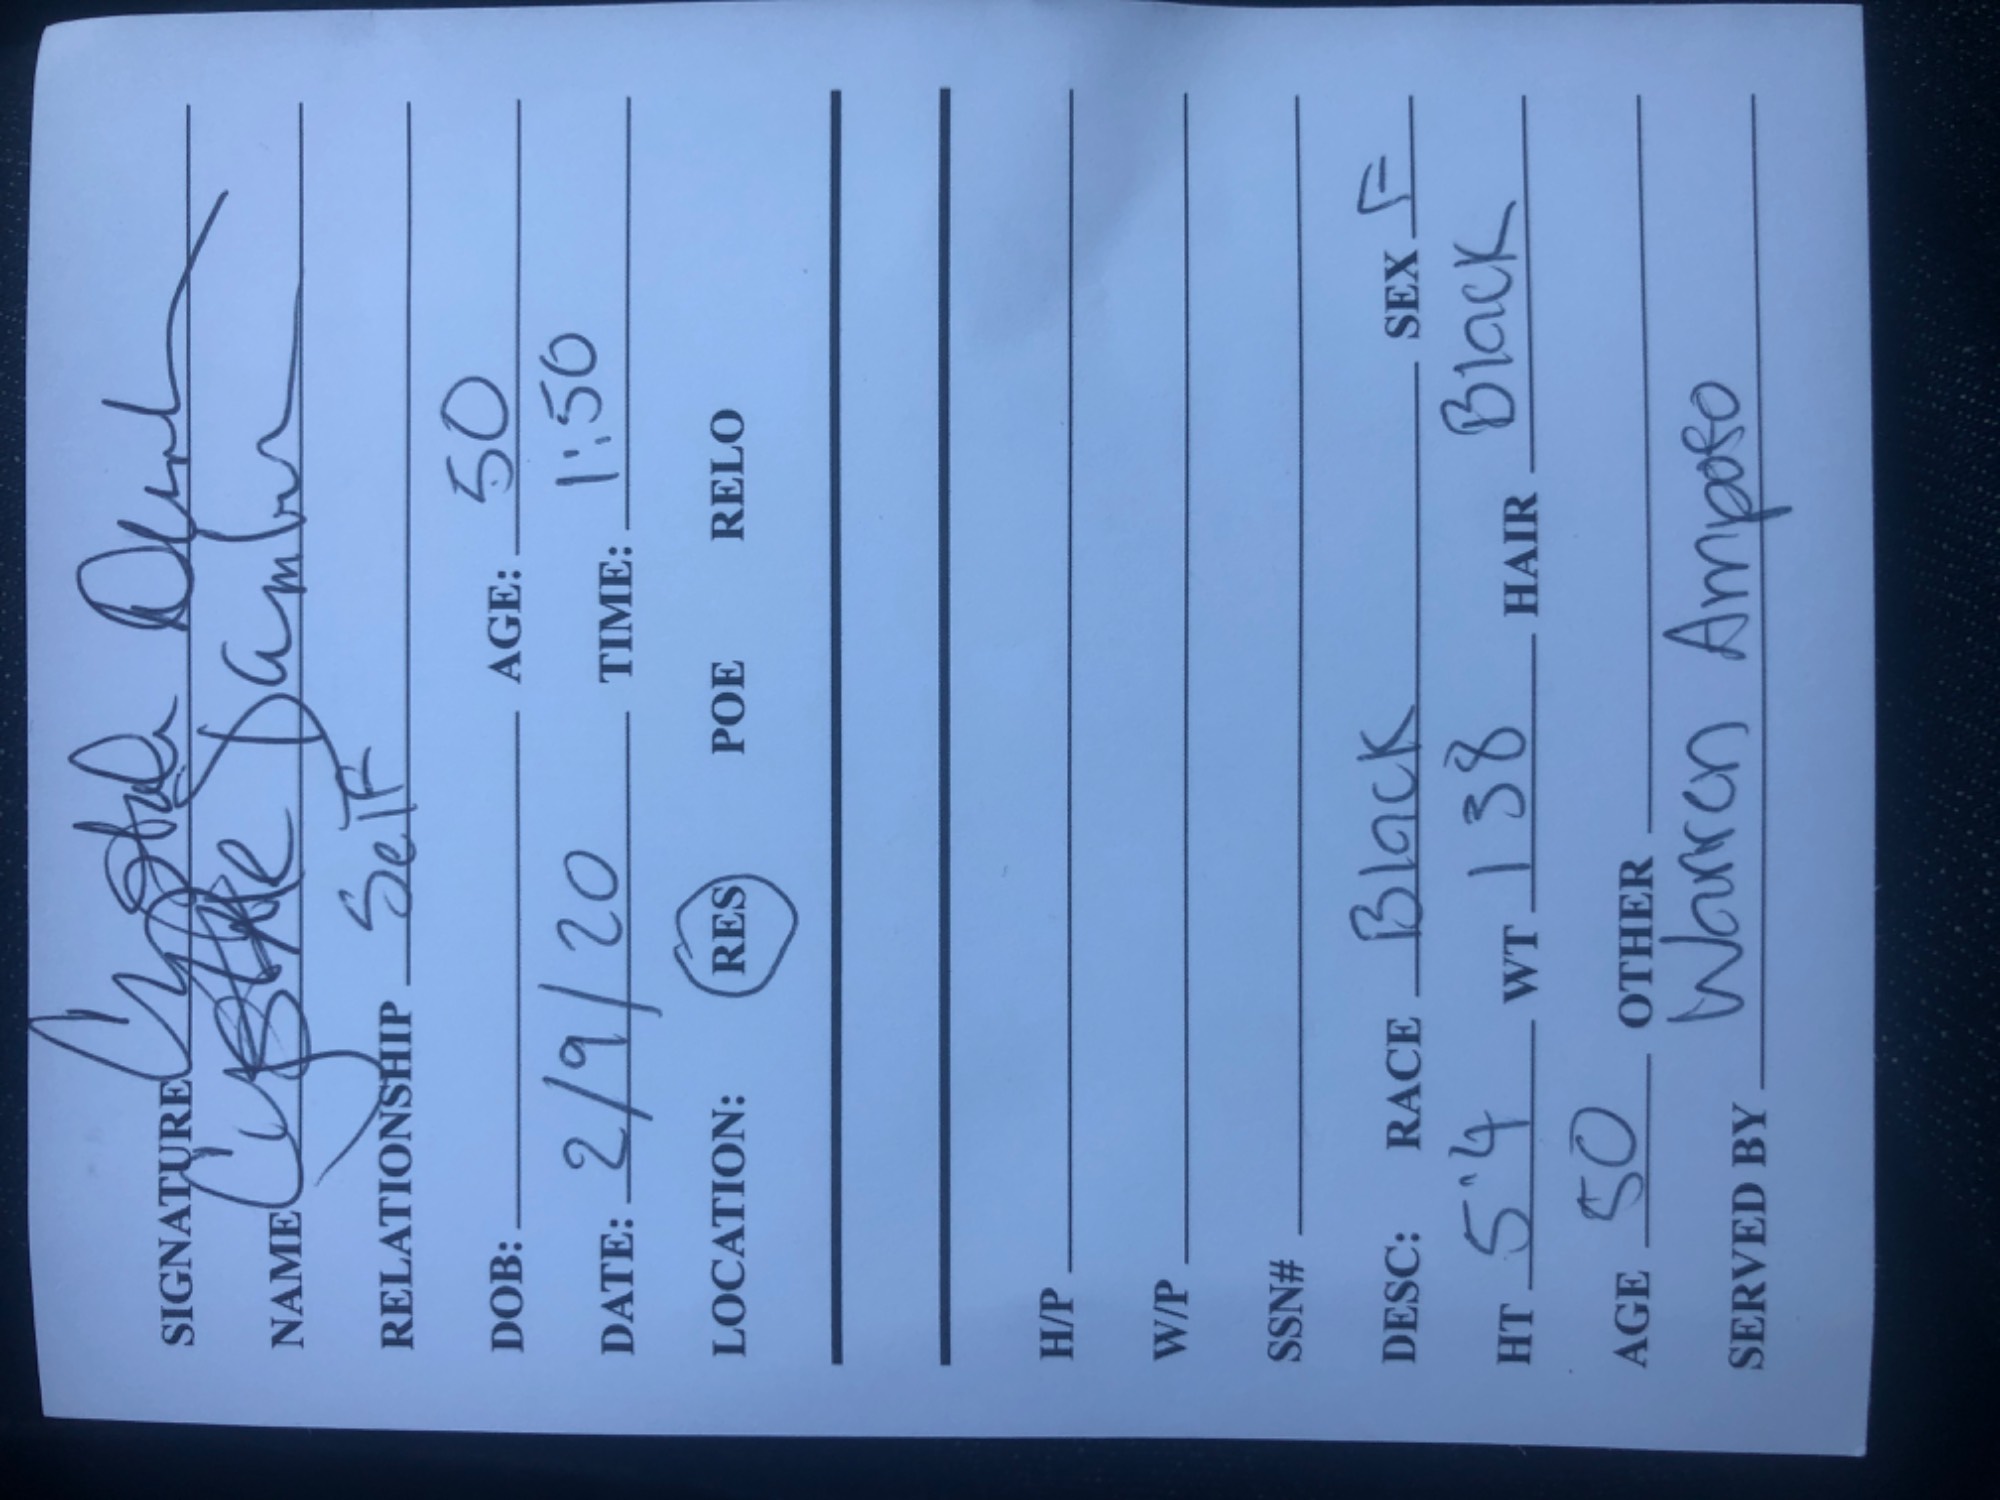 SIGNATURE
NAME
RELATIONSHIP Self
DOB: AGE: 50
DATE: 2/9/20 TIME: 1:50
LOCATION: RES POE RELO
H/P
W/P
SSN#
DESC: RACE Black SEX F
HT 5"4 WT 138 HAIR Black
AGE 50 OTHER
SERVED BY Warren Ampofo